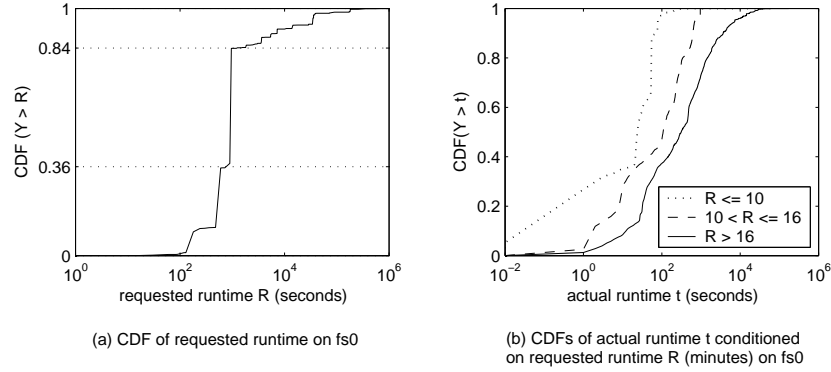 1
0.84
0.36
0
CDF (Y > R)
10^0
10^2
10^4
10^6
requested runtime R (seconds)
(a) CDF of requested runtime on fs0
1
0.8
0.6
0.4
0.2
0
CDF(Y > t)
R <= 10
10 < R <= 16
R > 16
10^-2
10^0
10^2
10^4
10^6
actual runtime t (seconds)
(b) CDFs of actual runtime t conditioned
on requested runtime R (minutes) on fs0